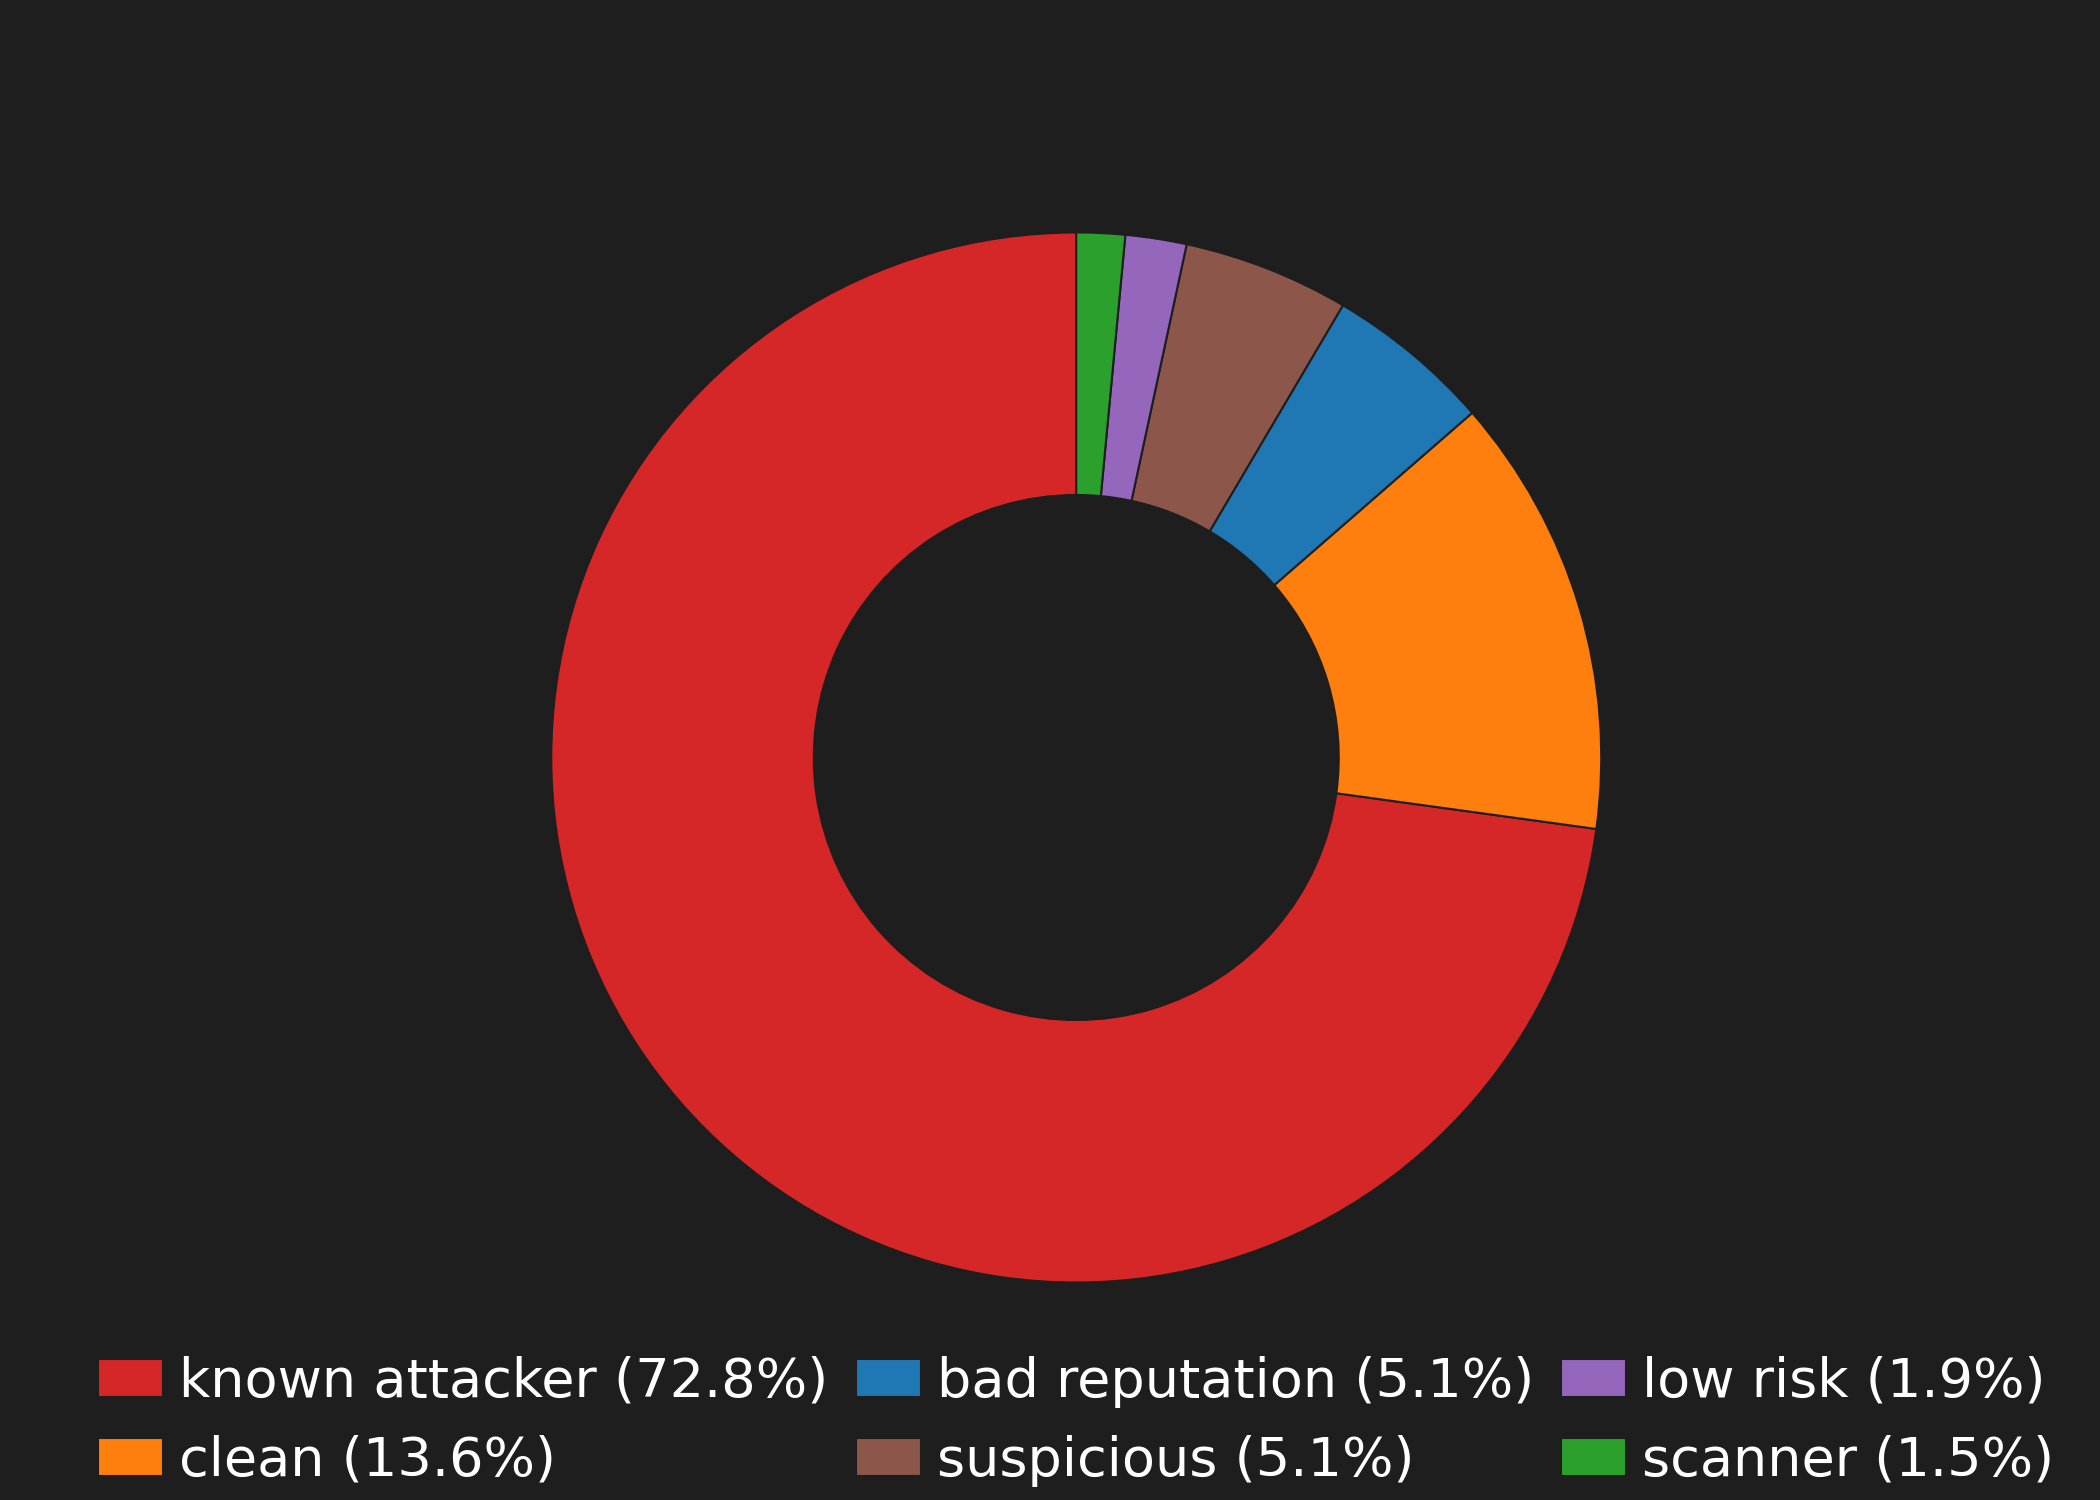 known attacker (72.8%)
clean (13.6%)
bad reputation (5.1%)
suspicious (5.1%)
low risk (1.9%)
scanner (1.5%)